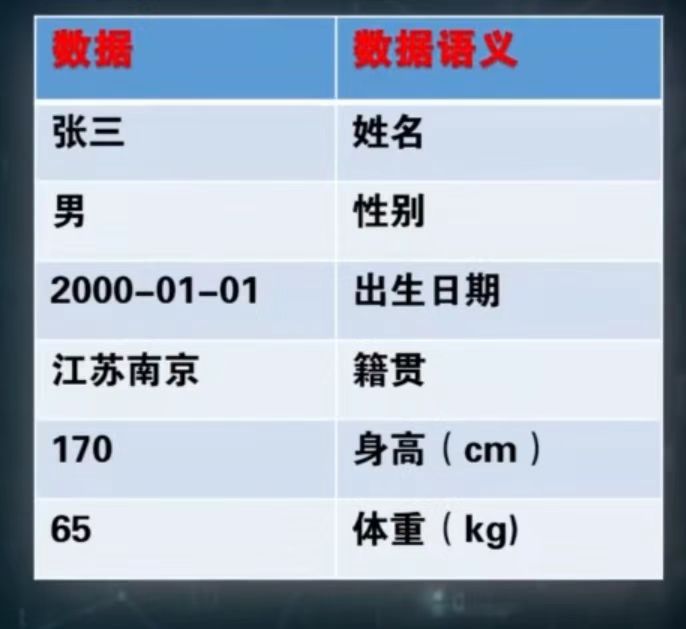 数据 数据语义
张三 姓名
男 性别
2000-01-01 出生日期
江苏南京 籍贯
170 身高（cm）
65 体重（kg)